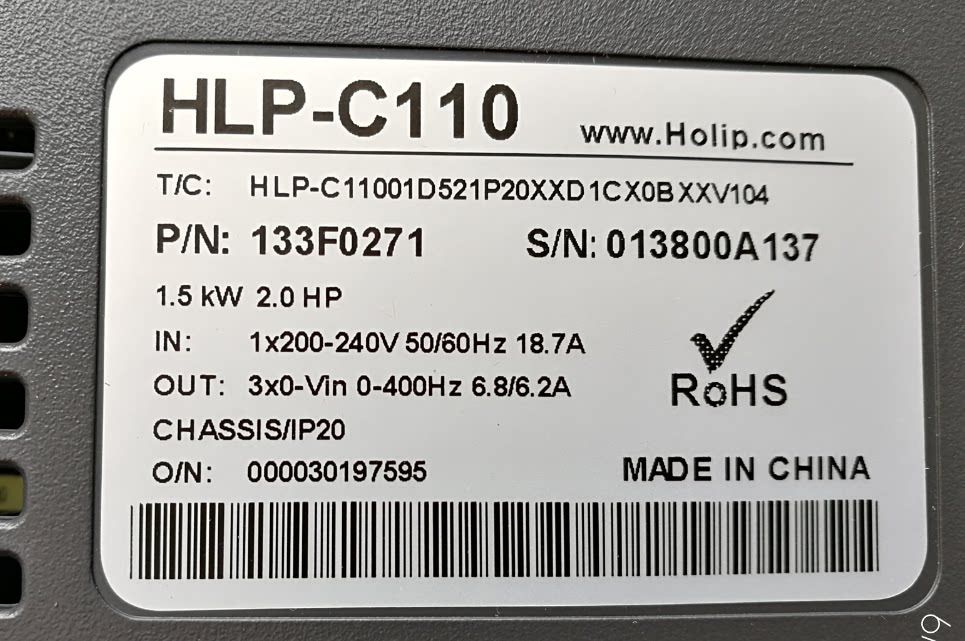 HLP-C110 www.Holip.com
T/C: HLP-C11001D521P20XXD1CX0BXXV104
P/N: 133F0271 S/N: 013800A137
1.5 kW 2.0 HP
IN: 1x200-240V 50/60Hz 18.7A
OUT: 3x0-Vin 0-400Hz 6.8/6.2A
RoHS
CHASSIS/IP20
O/N: 000030197595 MADE IN CHINA